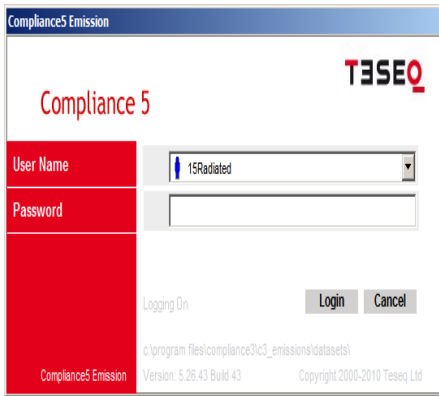 Compliance5 Emission
TESEQ
Compliance 5
User Name
15Radiated
Password
Logging On
Login
Cancel
c:\program files\compliance3\c3_emissions\datasets\
Compliance5 Emission
Version: 5.26.43 Build 43
Copyright 2000-2010 Teseq Ltd